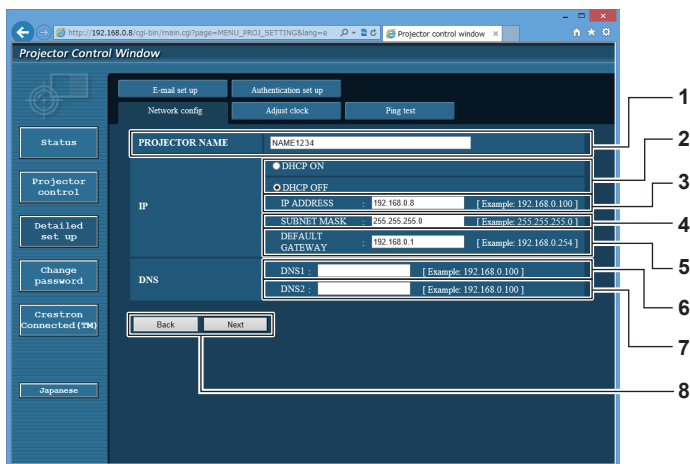 http://192.168.0.8/cgi-bin/main.cgi?page=MENU_PROJ_SETTING&lang=e
Projector control window ×
Projector Control Window
E-mail set up Authentication set up
Network config Adjust clock Ping test
Status
Projector control
Detailed set up
Change password
Crestron Connected(TM)
Japanese
PROJECTOR NAME NAME1234
IP
DHCP ON
DHCP OFF
IP ADDRESS : 192.168.0.8 [ Example: 192.168.0.100 ]
SUBNET MASK : 255.255.255.0 [ Example: 255.255.255.0 ]
DEFAULT GATEWAY : 192.168.0.1 [ Example: 192.168.0.254 ]
DNS
DNS1 : [ Example: 192.168.0.100 ]
DNS2 : [ Example: 192.168.0.100 ]
Back Next
1
2
3
4
5
6
7
8